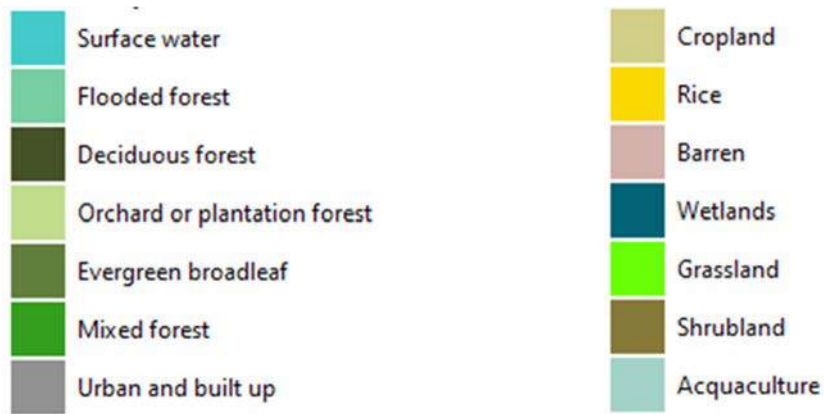 Surface water
Flooded forest
Deciduous forest
Orchard or plantation forest
Evergreen broadleaf
Mixed forest
Urban and built up
Cropland
Rice
Barren
Wetlands
Grassland
Shrubland
Acquaculture